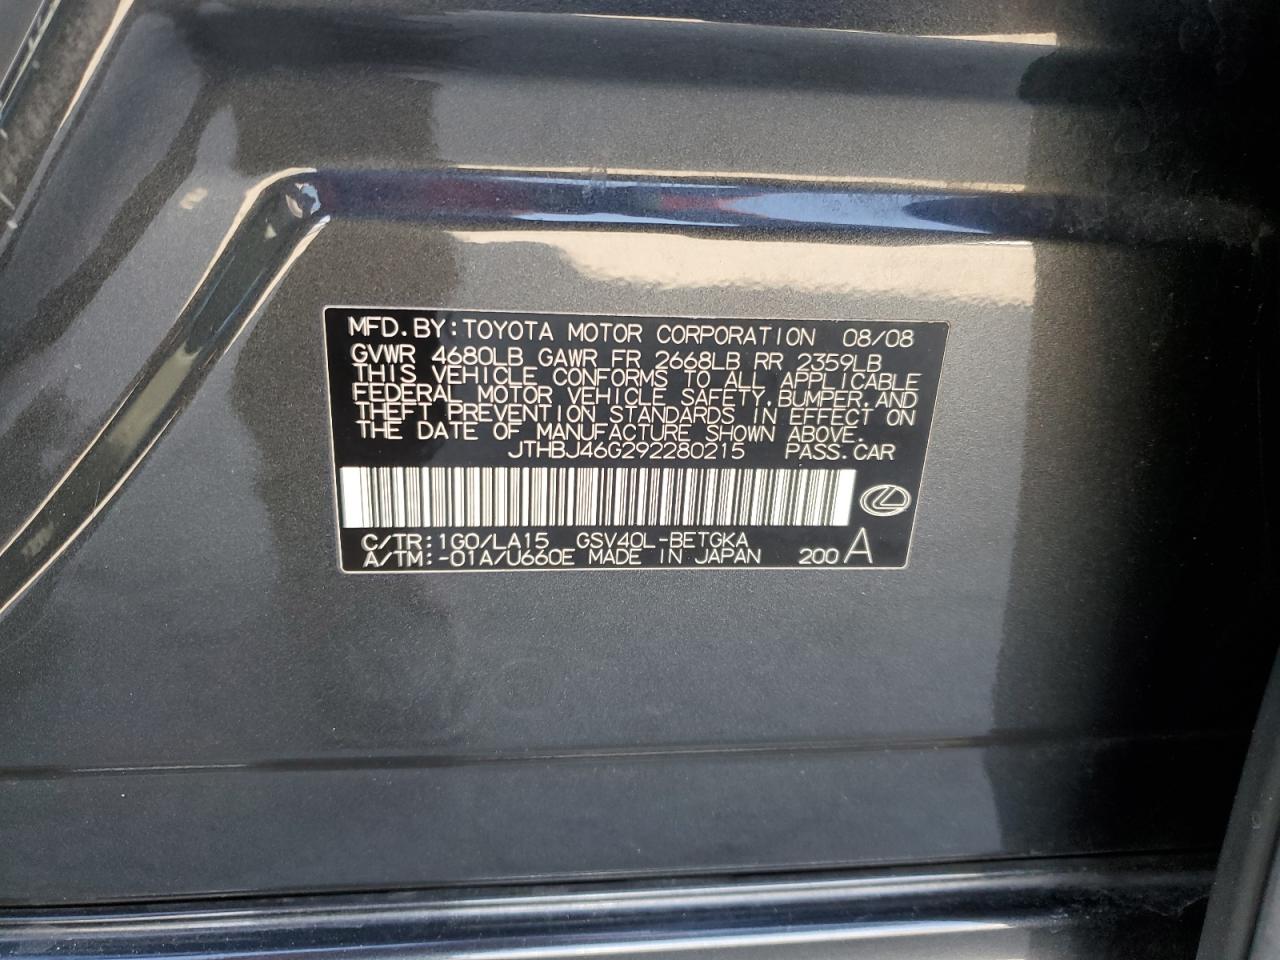 MFD. BY: TOYOTA MOTOR CORPORATION 08/08
GVWR 4680LB GAWR FR 2668LB RR 2359LB
THIS VEHICLE CONFORMS TO ALL APPLICABLE
FEDERAL MOTOR VEHICLE SAFETY, BUMPER, AND
THEFT PREVENTION STANDARDS IN EFFECT ON
THE DATE OF MANUFACTURE SHOWN ABOVE.
JTHBJ46G292280215 PASS. CAR
C/TR: 1G0/LA15 GSV40L-BETGKA
A/TM: -01A/U660E MADE IN JAPAN 200 A